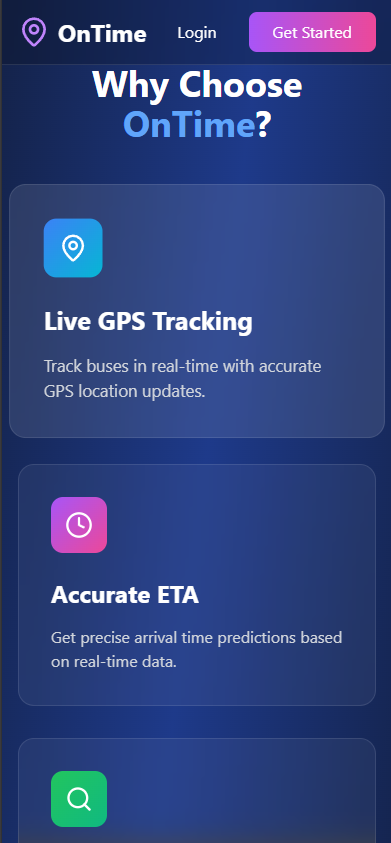 OnTime
Login
Get Started
Why Choose
OnTime?
Live GPS Tracking
Track buses in real-time with accurate
GPS location updates.
Accurate ETA
Get precise arrival time predictions based
on real-time data.